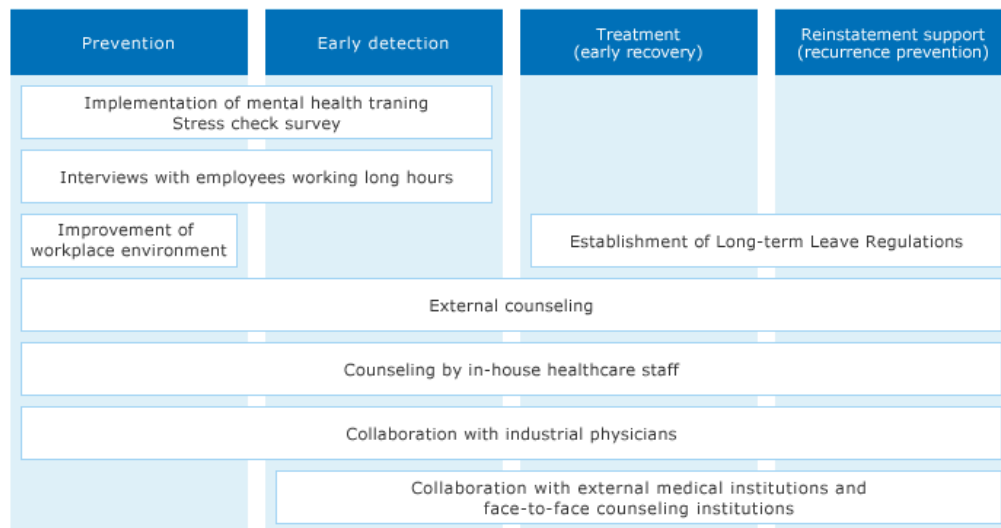 Prevention
Early detection
Treatment
(early recovery)
Reinstatement support
(recurrence prevention)
Implementation of mental health traning
Stress check survey
Interviews with employees working long hours
Improvement of
workplace environment
Establishment of Long-term Leave Regulations
External counseling
Counseling by in-house healthcare staff
Collaboration with industrial physicians
Collaboration with external medical institutions and
face-to-face counseling institutions